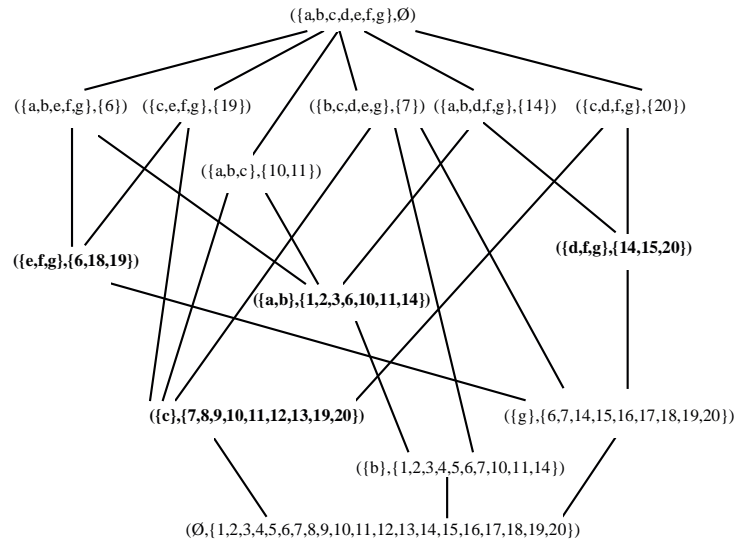 ({a,b,c,d,e,f,g},Ø)
({a,b,e,f,g},{6})
({c,e,f,g},{19})
({b,c,d,e,g},{7})
({a,b,d,f,g},{14})
({c,d,f,g},{20})
({a,b,c},{10,11})
({e,f,g},{6,18,19})
({d,f,g},{14,15,20})
({a,b},{1,2,3,6,10,11,14})
({c},{7,8,9,10,11,12,13,19,20})
({g},{6,7,14,15,16,17,18,19,20})
({b},{1,2,3,4,5,6,7,10,11,14})
(Ø,{1,2,3,4,5,6,7,8,9,10,11,12,13,14,15,16,17,18,19,20})